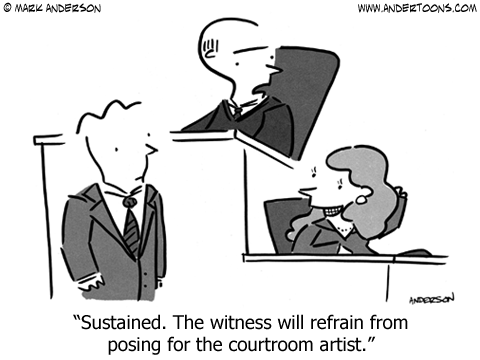 © MARK ANDERSON
WWW.ANDERTOONS.COM
ANDERSON
“Sustained. The witness will refrain from
posing for the courtroom artist.”